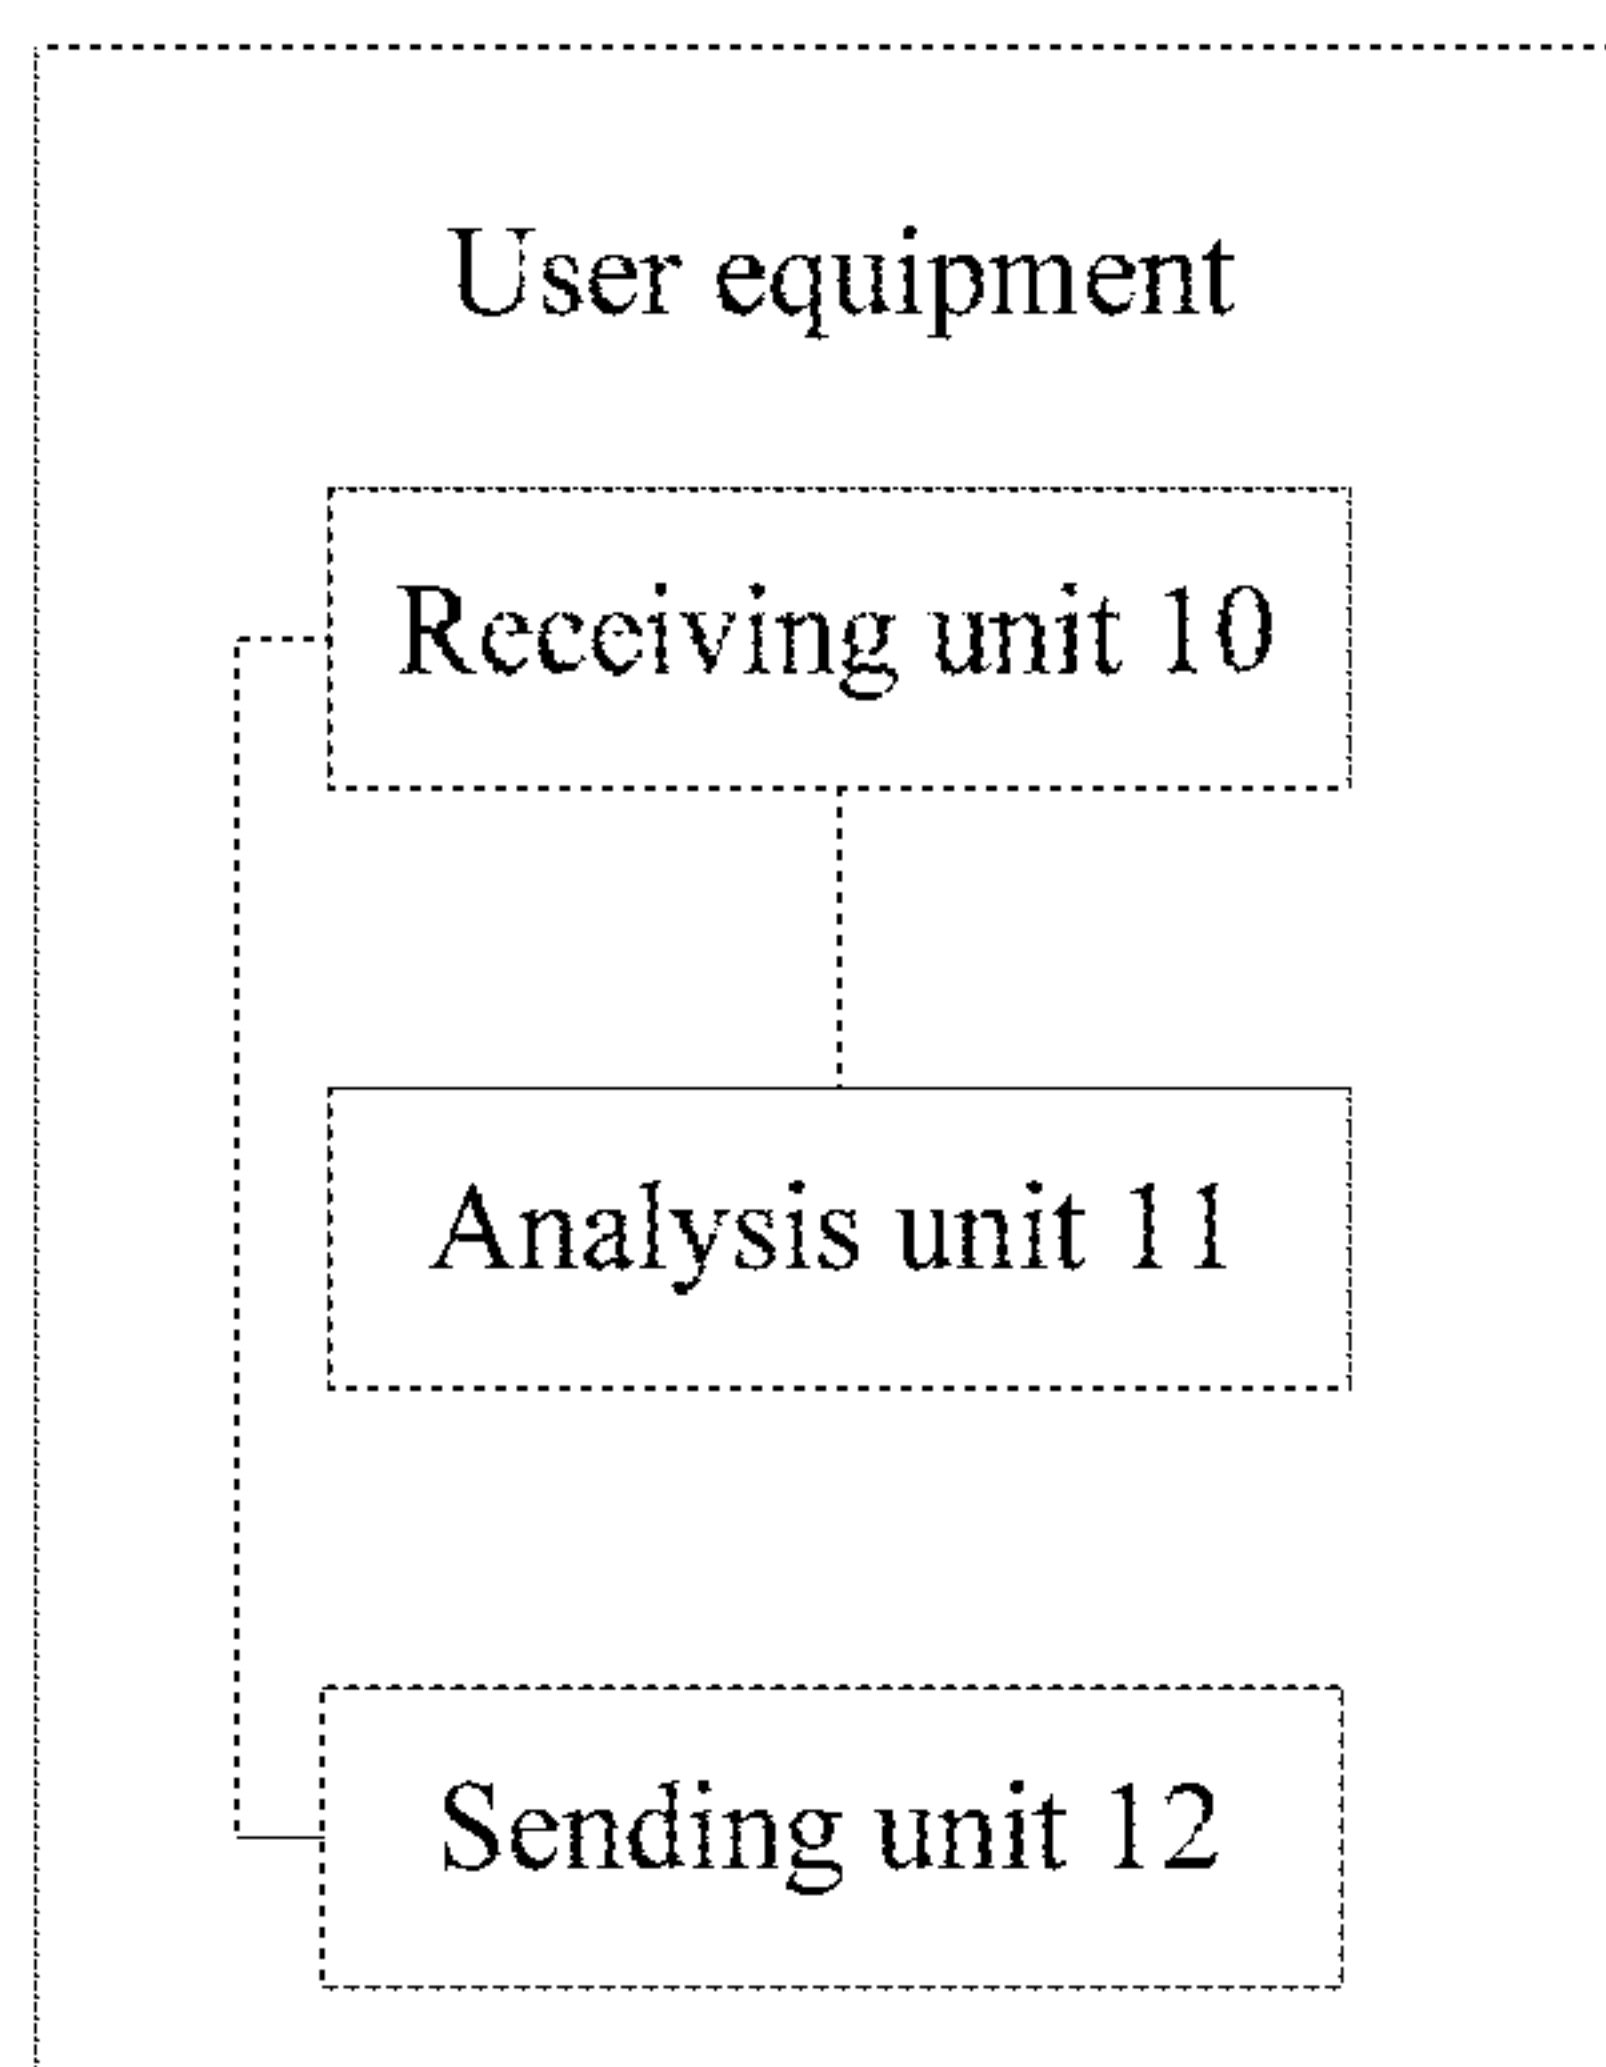 User equipment
Receiving unit 10
Analysis unit 11
Sending unit 12